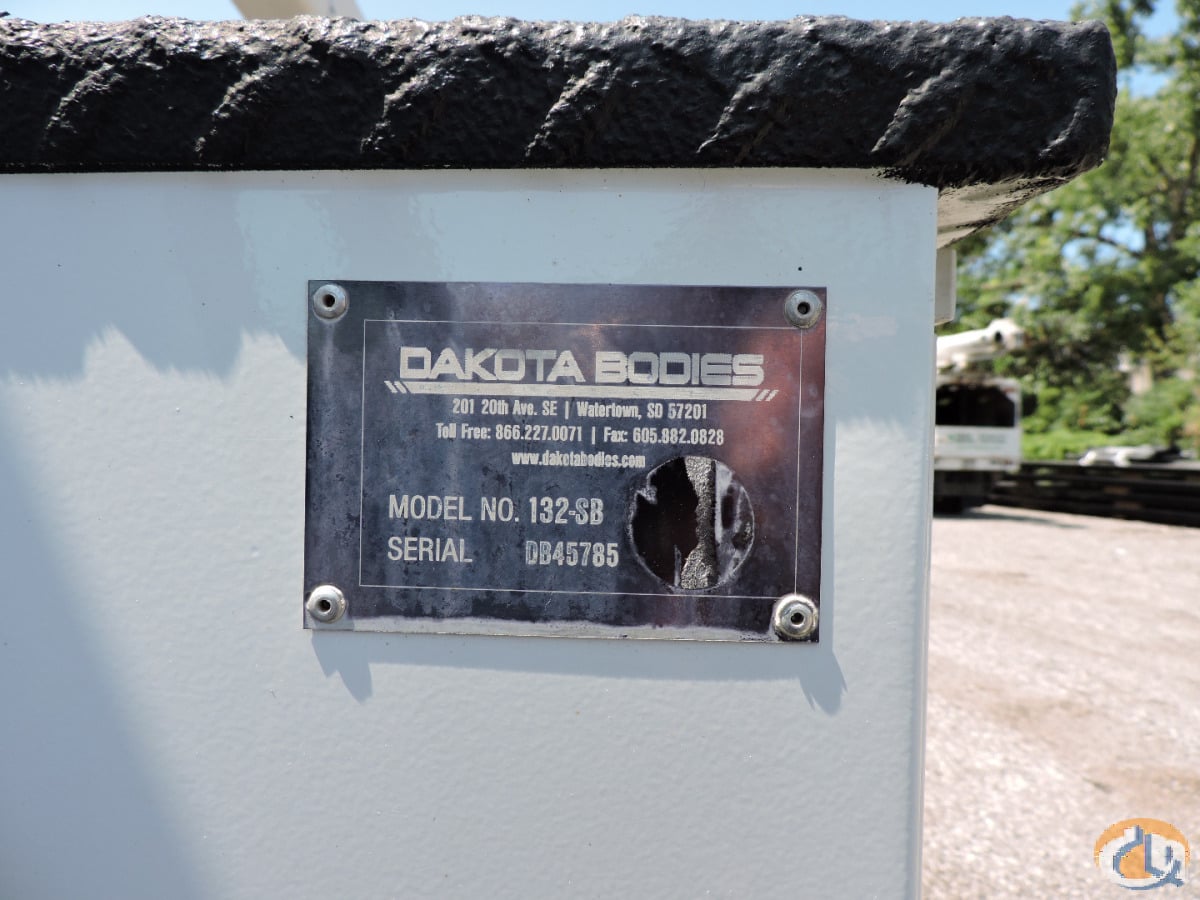 DAKOTA BODIES
201 20th Ave. SE | Watertown, SD 57201
Toll Free: 866.227.0071 | Fax: 605.882.0828
www.dakotabodies.com
MODEL NO. 132-SB
SERIAL DB45785